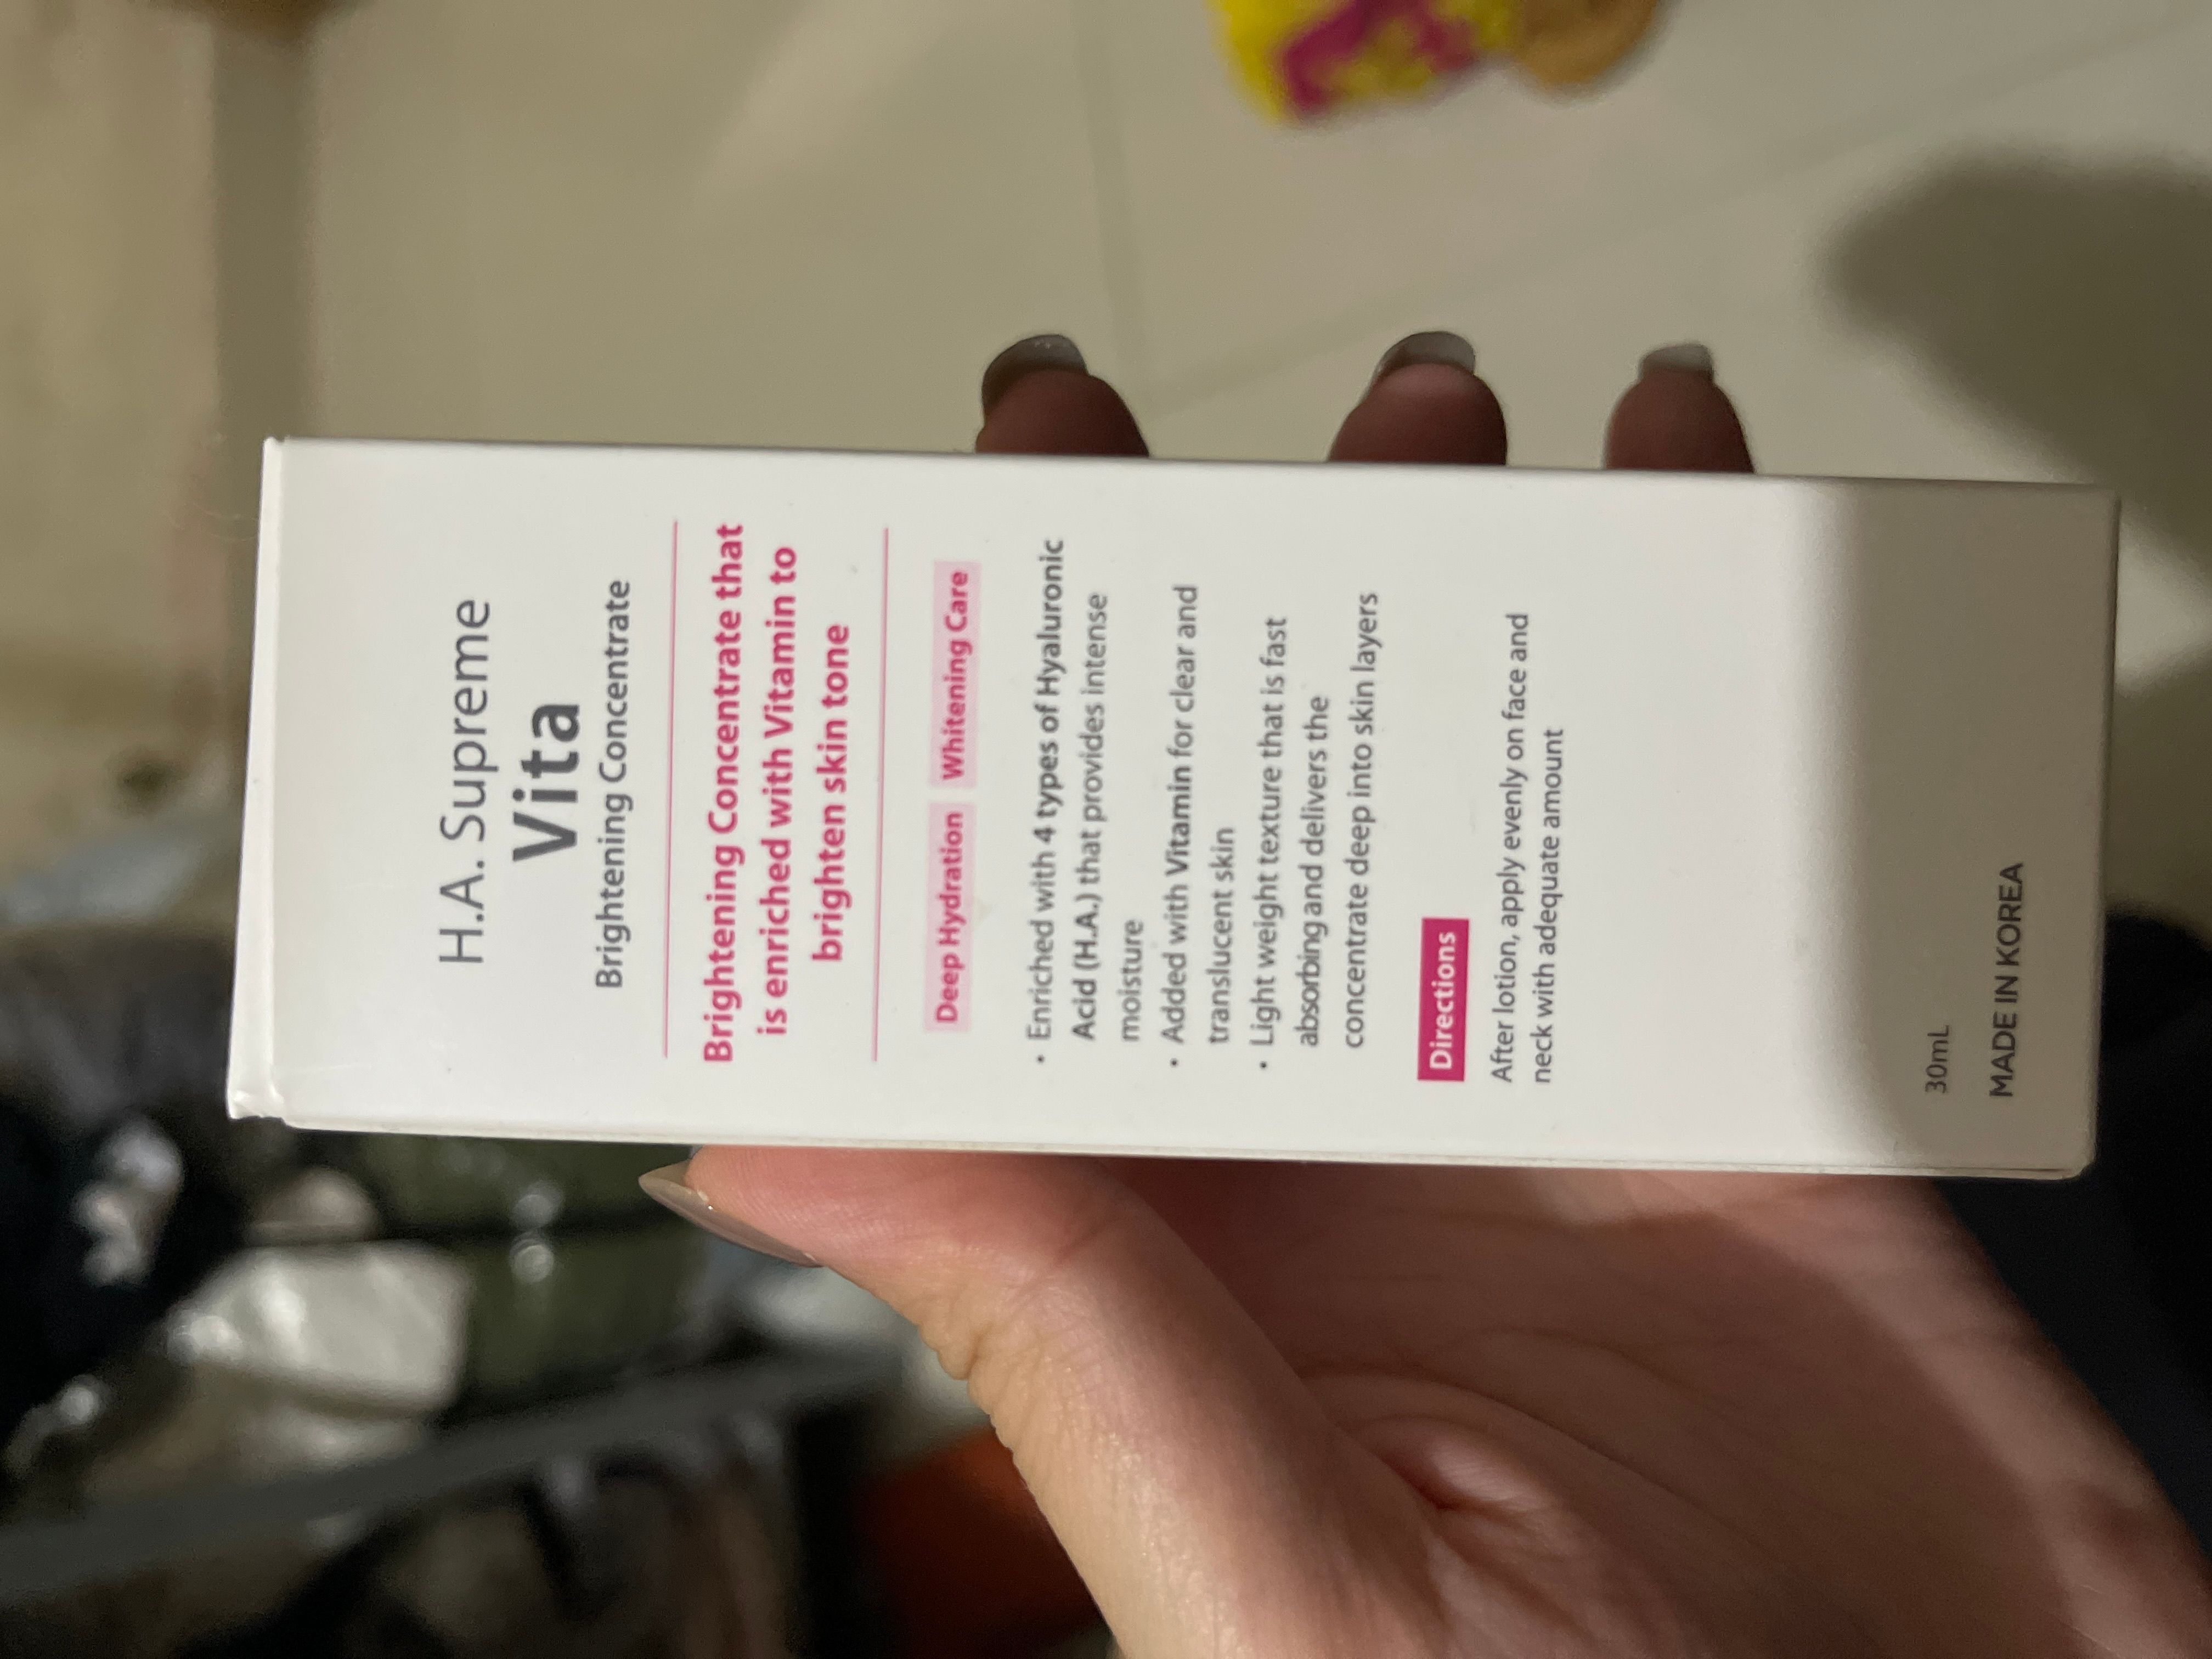 H.A. Supreme
Vita
Brightening Concentrate
Brightening Concentrate that
is enriched with Vitamin to
brighten skin tone
Deep Hydration Whitening Care
• Enriched with 4 types of Hyaluronic
Acid (H.A.) that provides intense
moisture
• Added with Vitamin for clear and
translucent skin
• Light weight texture that is fast
absorbing and delivers the
concentrate deep into skin layers
Directions
After lotion, apply evenly on face and
neck with adequate amount
30mL
MADE IN KOREA